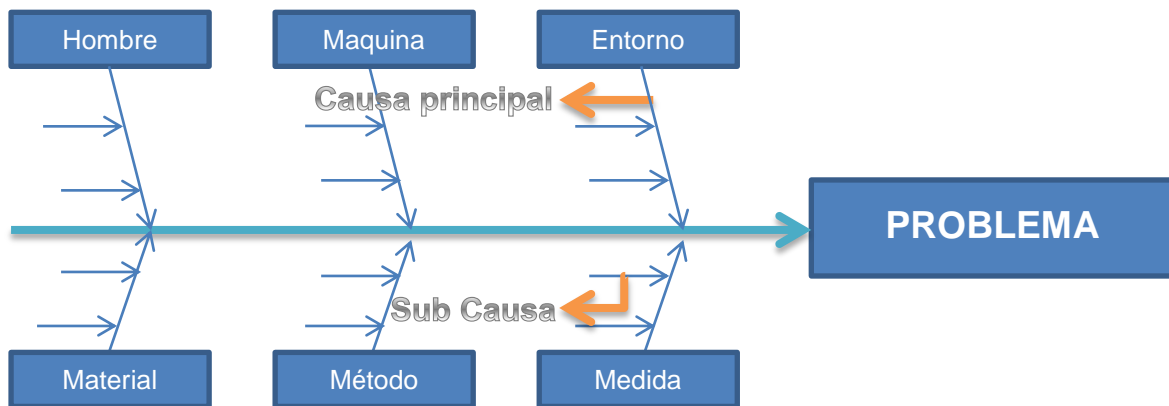 Hombre
Maquina
Entorno
Causa principal
PROBLEMA
Sub Causa
Material
Método
Medida